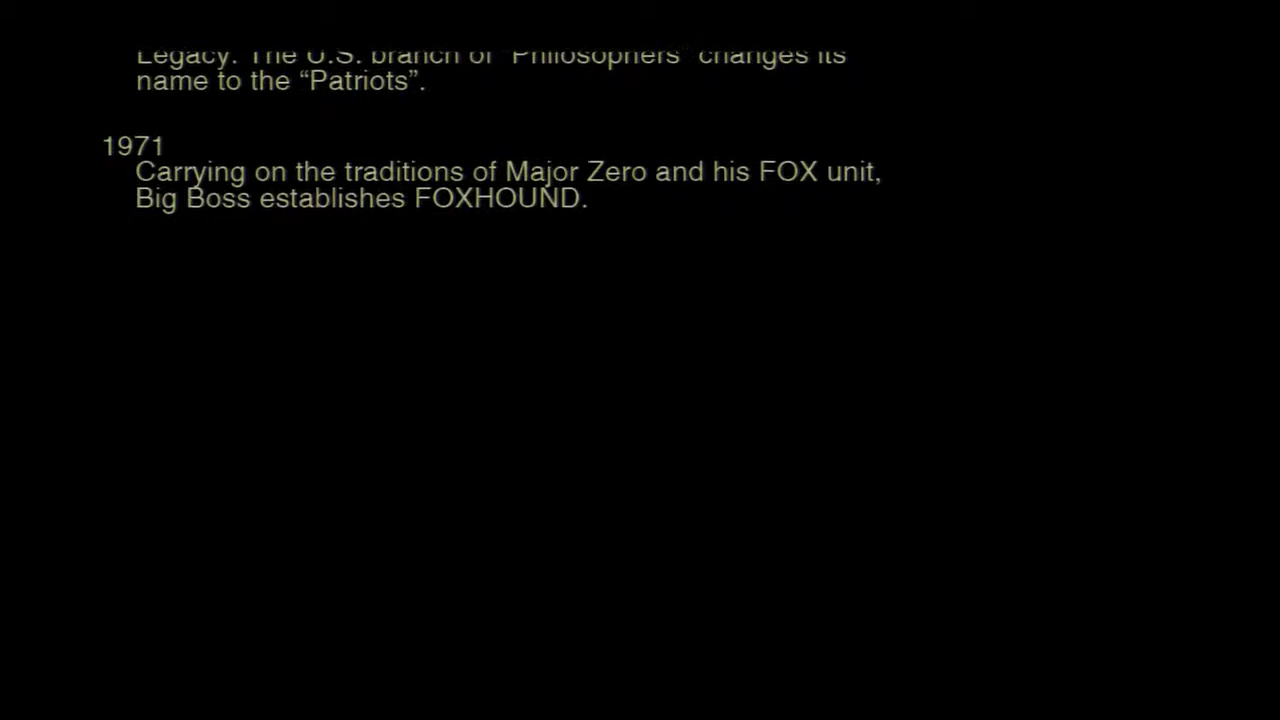 Legacy. The U.S. branch of “Philosophers” changes its
name to the “Patriots”.
1971
Carrying on the traditions of Major Zero and his FOX unit,
Big Boss establishes FOXHOUND.